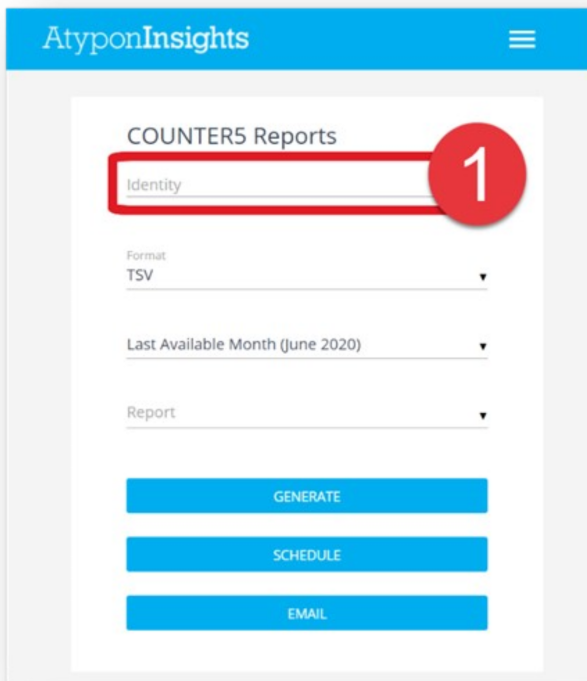 AtyponInsights
COUNTER5 Reports
Identity
1
Format
TSV
Last Available Month (June 2020)
Report
GENERATE
SCHEDULE
EMAIL